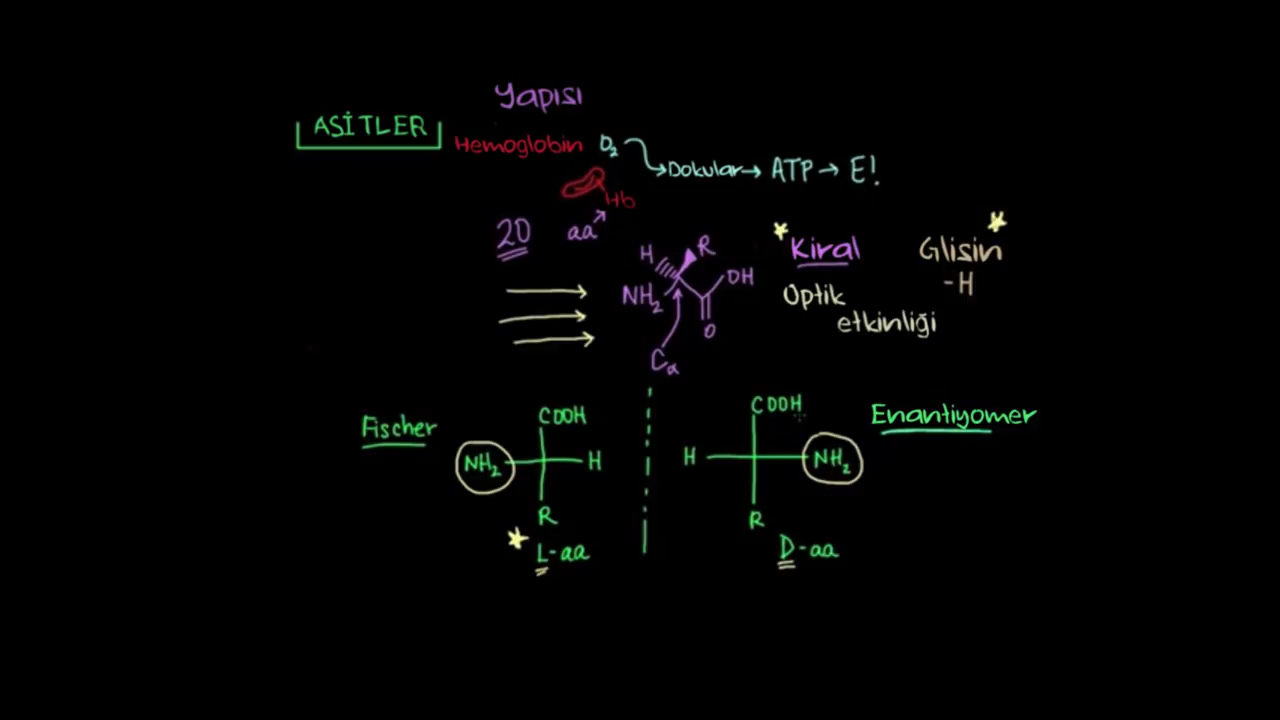 Yapısı
ASİTLER
Hemoglobin O2 → Dokular → ATP → E!
Hb
20 aa
H R
NH2 OH
O
Cα
Kiral
Optik
etkinliği
Glisin
-H
Fischer
COOH
NH2 H
R
L-aa
COOH
H NH2
R
D-aa
Enantiyomer